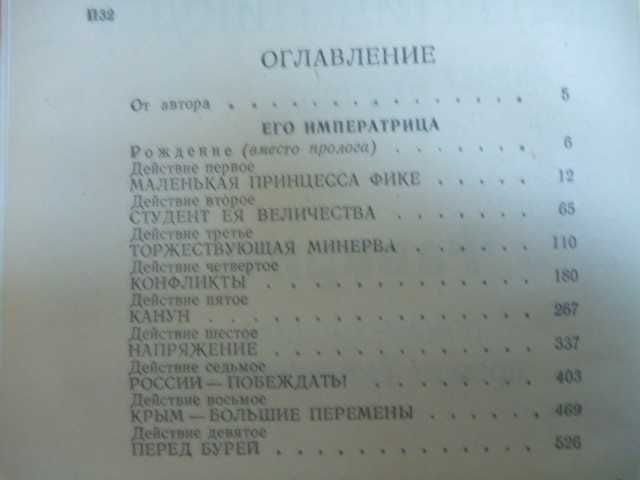 П32
ОГЛАВЛЕНИЕ
От автора . . . . . . . . . . . . . . . 5
ЕГО ИМПЕРАТРИЦА
Рождение (вместо пролога) . . . . . . . 6
Действие первое
МАЛЕНЬКАЯ ПРИНЦЕССА ФИКЕ . . . . . 12
Действие второе
СТУДЕНТ ЕЯ ВЕЛИЧЕСТВА . . . . . . . 65
Действие третье
ТОРЖЕСТВУЮЩАЯ МИНЕРВА . . . . . . 110
Действие четвертое
КОНФЛИКТЫ . . . . . . . . . . . . 180
Действие пятое
КАНУН . . . . . . . . . . . . . . 267
Действие шестое
НАПРЯЖЕНИЕ . . . . . . . . . . . . 337
Действие седьмое
РОССИИ — ПОБЕЖДАТЬ! . . . . . . . . 403
Действие восьмое
КРЫМ — БОЛЬШИЕ ПЕРЕМЕНЫ . . . . . . 469
Действие девятое
ПЕРЕД БУРЕЙ . . . . . . . . . . . . 526